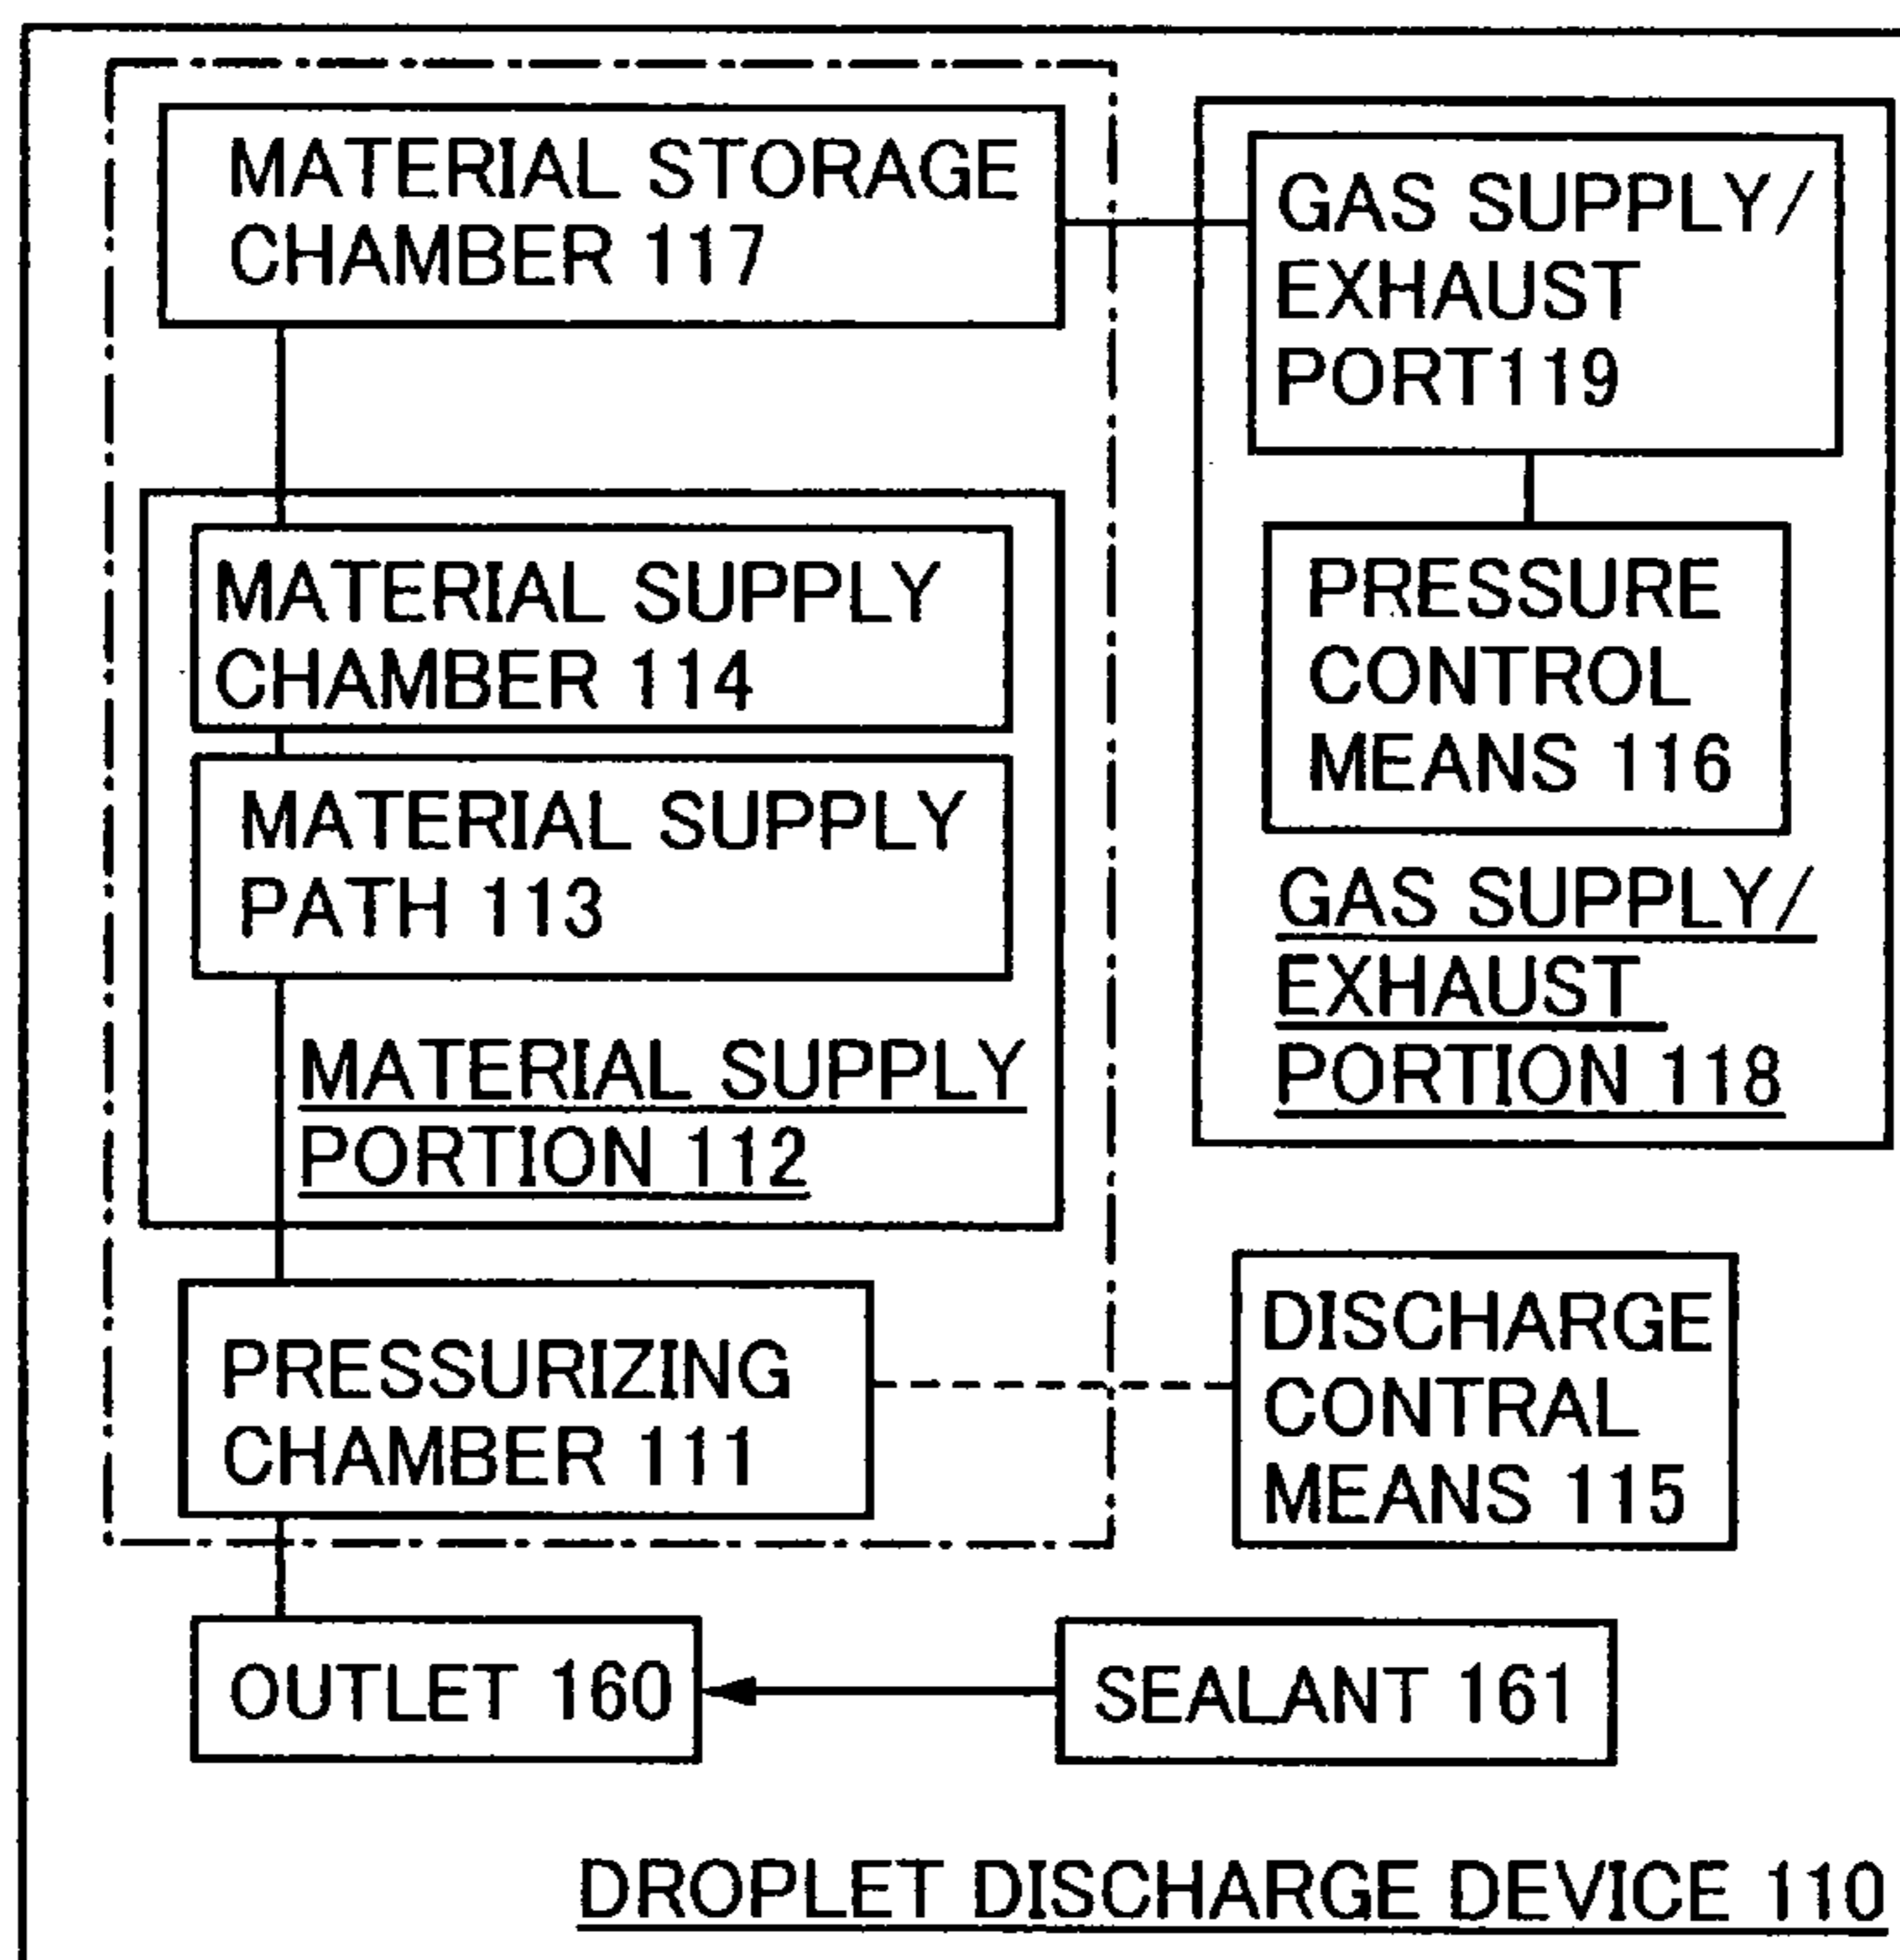 MATERIAL STORAGE
CHAMBER 117
GAS SUPPLY/
EXHAUST
PORT119
MATERIAL SUPPLY
CHAMBER 114
PRESSURE
CONTROL
MEANS 116
MATERIAL SUPPLY
PATH 113
GAS SUPPLY/
EXHAUST
PORTION 118
MATERIAL SUPPLY
PORTION 112
PRESSURIZING
CHAMBER 111
DISCHARGE
CONTRAL
MEANS 115
OUTLET 160
SEALANT 161
DROPLET DISCHARGE DEVICE 110